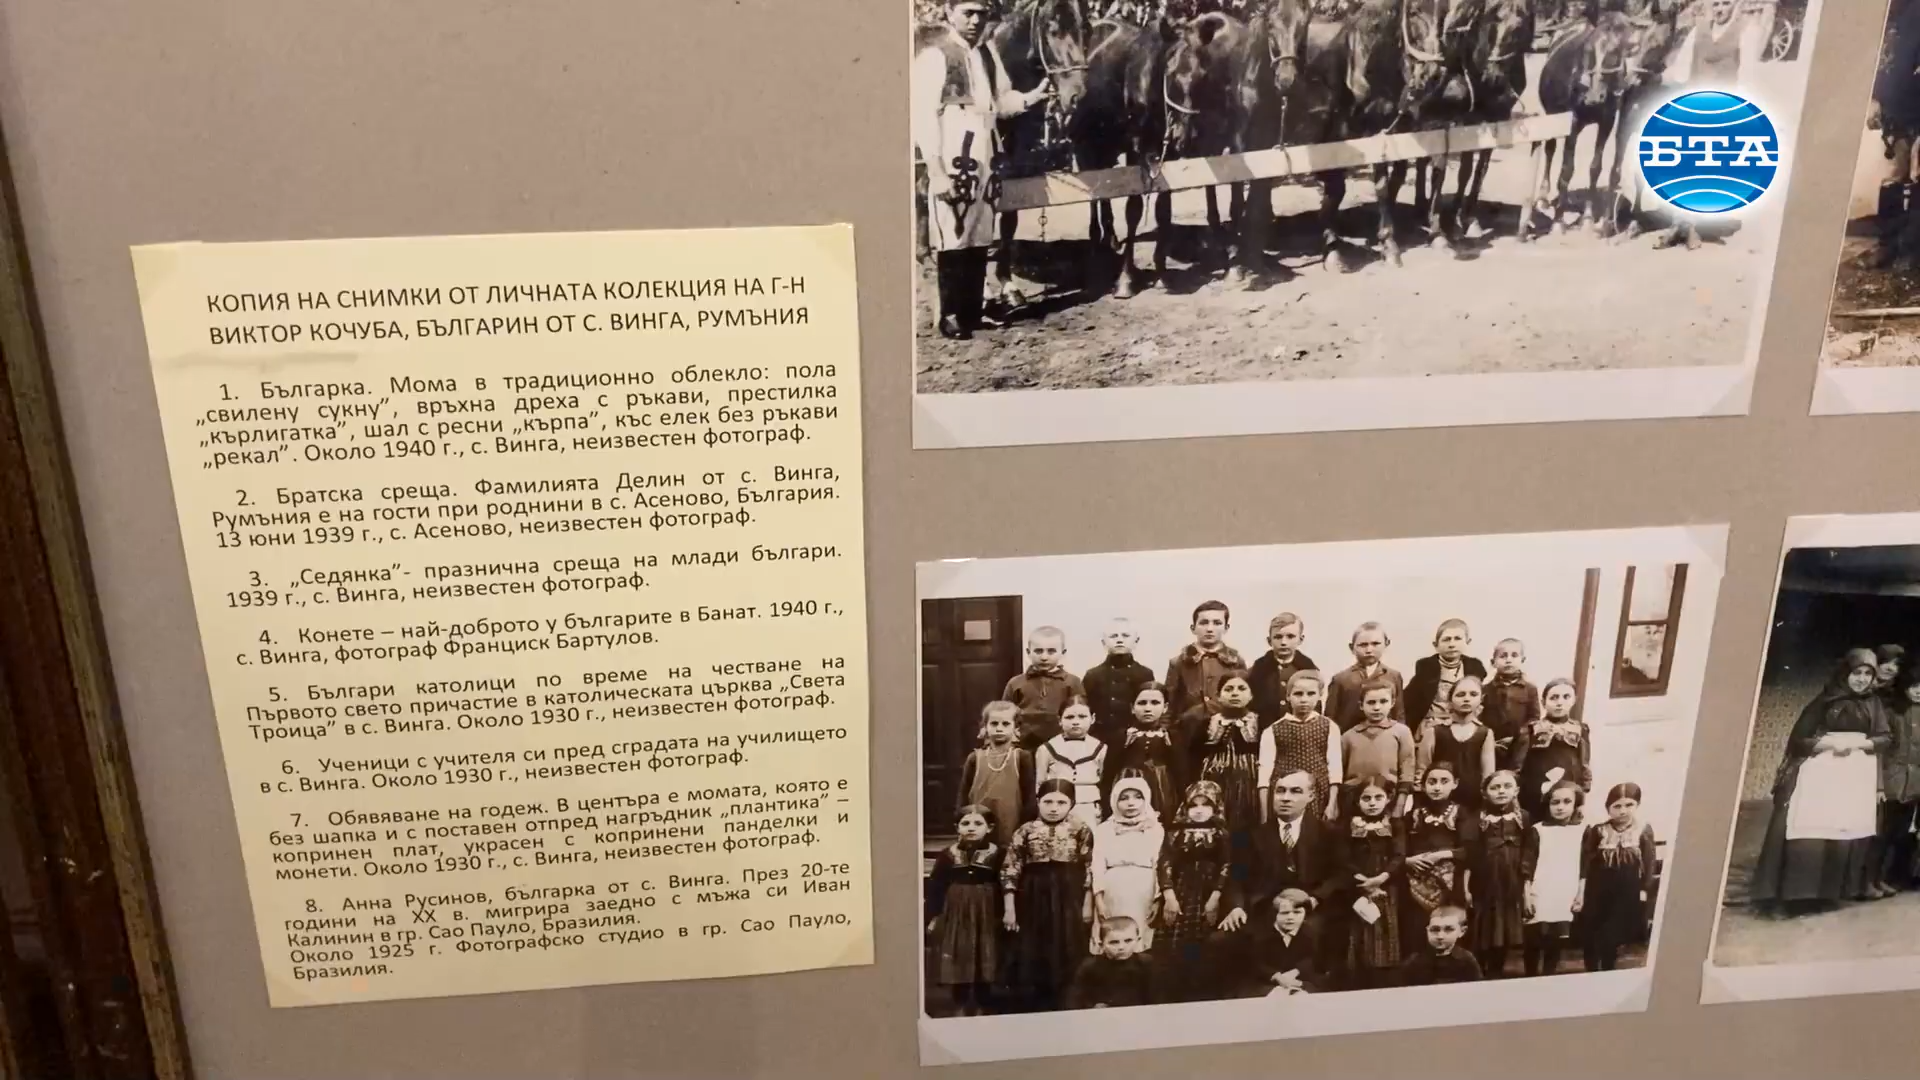 БТА
КОПИЯ НА СНИМКИ ОТ ЛИЧНАТА КОЛЕКЦИЯ НА Г-Н
ВИКТОР КОЧУБА, БЪЛГАРИН ОТ С. ВИНГА, РУМЪНИЯ
1. Българка. Мома в традиционно облекло: пола
„свилену сукну”, връхна дреха с ръкави, престилка
„кърлигатка”, шал с ресни „кърпа”, къс елек без ръкави
„рекал”. Около 1940 г., с. Винга, неизвестен фотограф.
2. Братска среща. Фамилията Делин от с. Винга,
Румъния е на гости при роднини в с. Асеново, България.
13 юни 1939 г., с. Асеново, неизвестен фотограф.
3. „Седянка”- празнична среща на млади българи.
1939 г., с. Винга, неизвестен фотограф.
4. Конете – най-доброто у българите в Банат. 1940 г.,
с. Винга, фотограф Франциск Бартулов.
5. Българи католици по време на честване на
Първото свето причастие в католическата църква „Света
Троица” в с. Винга. Около 1930 г., неизвестен фотограф.
6. Ученици с учителя си пред сградата на училището
в с. Винга. Около 1930 г., неизвестен фотограф.
7. Обявяване на годеж. В центъра е момата, която е
без шапка и с поставен отпред нагръдник „плантика” –
копринен плат, украсен с копринени панделки и
монети. Около 1930 г., с. Винга, неизвестен фотограф.
8. Анна Русинов, българка от с. Винга. През 20-те
години на XX в. мигрира заедно с мъжа си Иван
Калинин в гр. Сао Пауло, Бразилия.
Около 1925 г. Фотографско студио в гр. Сао Пауло,
Бразилия.